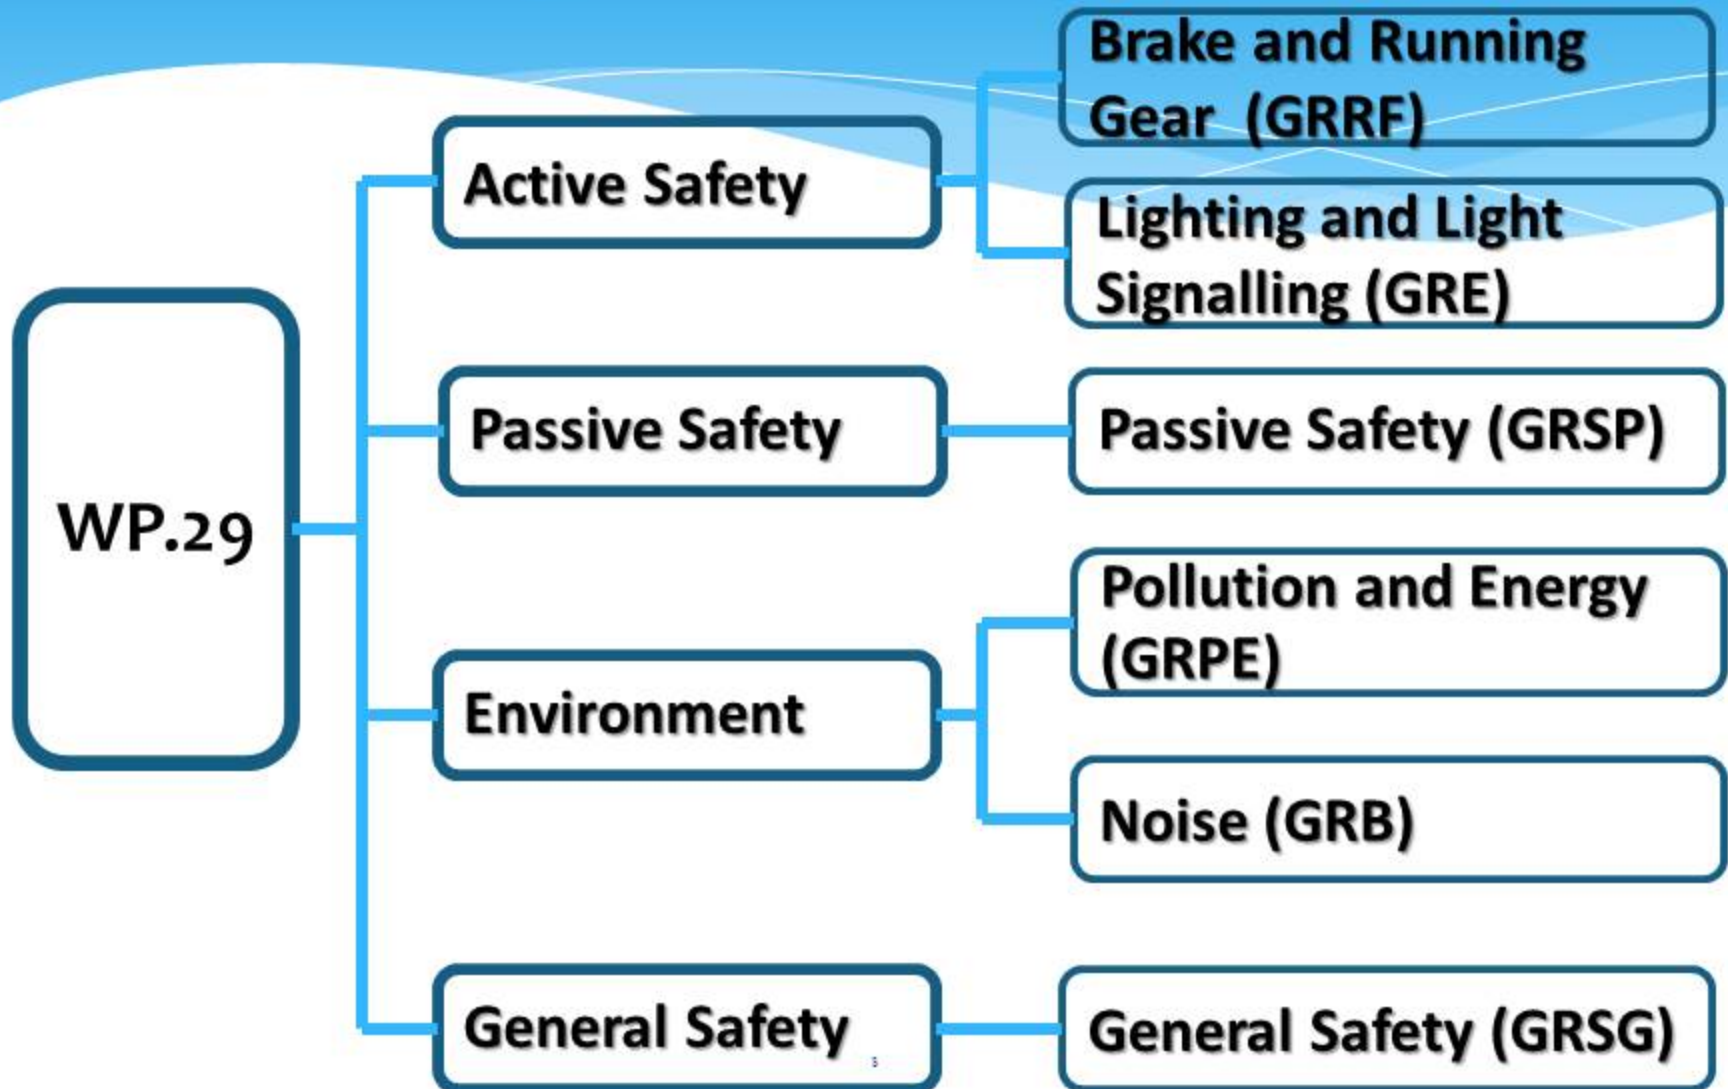 WP.29
Active Safety
Brake and Running
Gear (GRRF)
Lighting and Light
Signalling (GRE)
Passive Safety
Passive Safety (GRSP)
Environment
Pollution and Energy
(GRPE)
Noise (GRB)
General Safety
General Safety (GRSG)
5